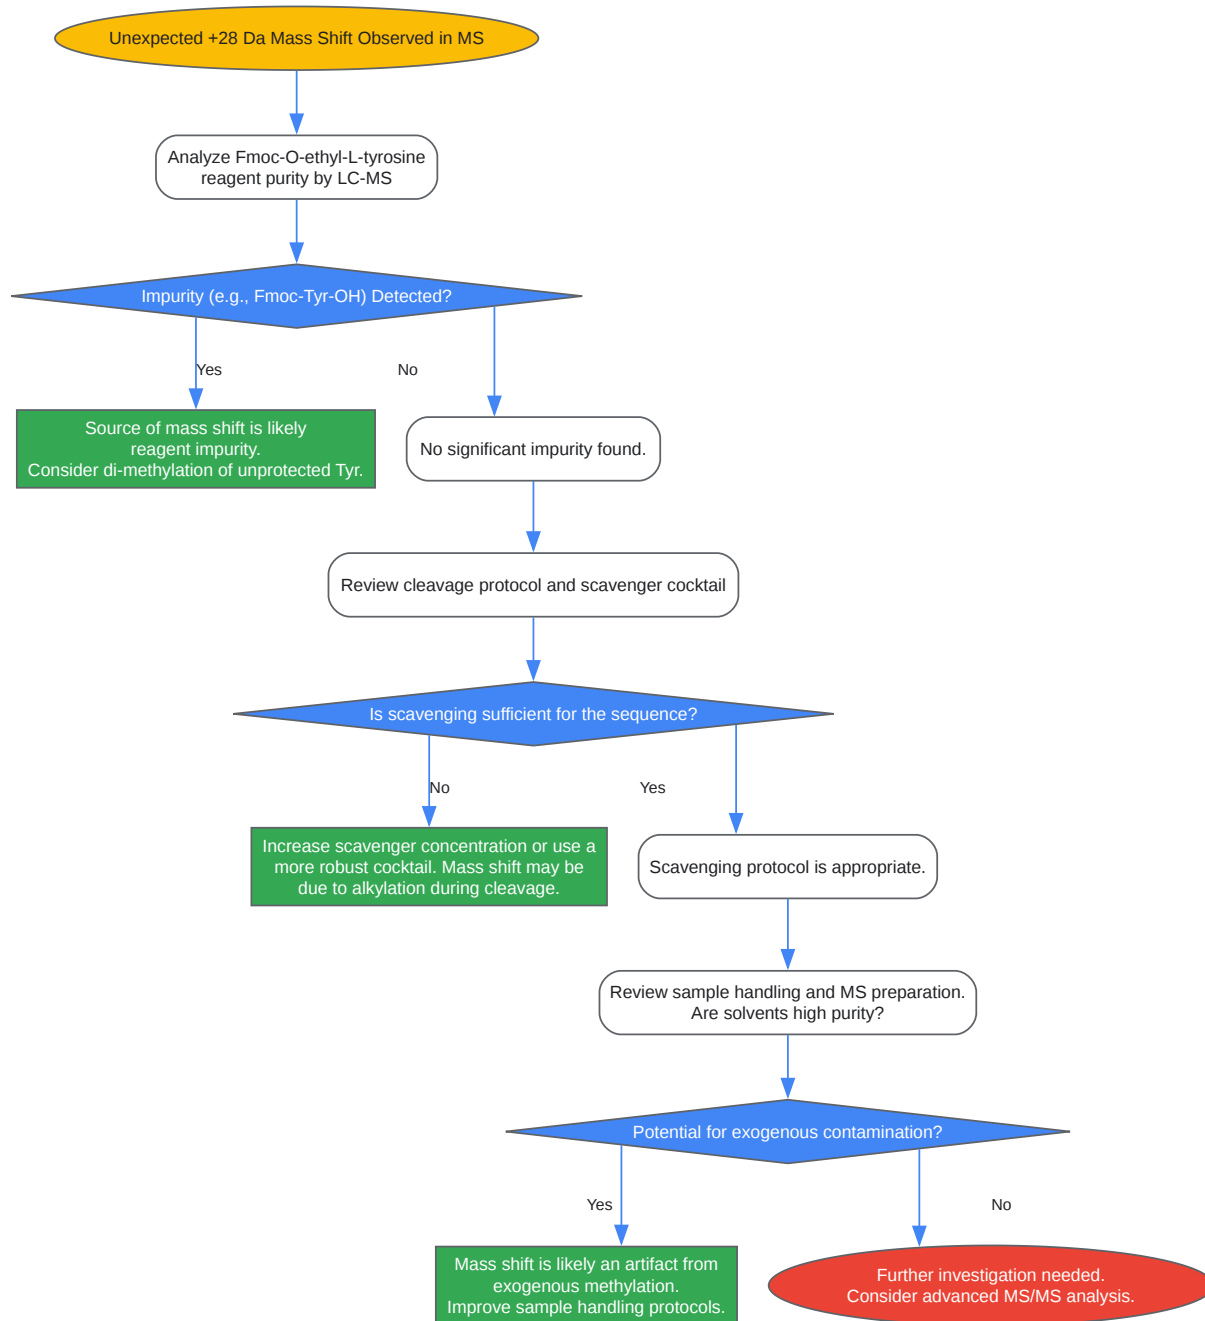 Unexpected +28 Da Mass Shift Observed in MS
Analyze Fmoc-O-ethyl-L-tyrosine
reagent purity by LC-MS
Impurity (e.g., Fmoc-Tyr-OH) Detected?
Yes
No
Source of mass shift is likely
reagent impurity.
Consider di-methylation of unprotected Tyr.
No significant impurity found.
Review cleavage protocol and scavenger cocktail
Is scavenging sufficient for the sequence?
No
Yes
Increase scavenger concentration or use a
more robust cocktail. Mass shift may be
due to alkylation during cleavage.
Scavenging protocol is appropriate.
Review sample handling and MS preparation.
Are solvents high purity?
Potential for exogenous contamination?
Yes
No
Mass shift is likely an artifact from
exogenous methylation.
Improve sample handling protocols.
Further investigation needed.
Consider advanced MS/MS analysis.